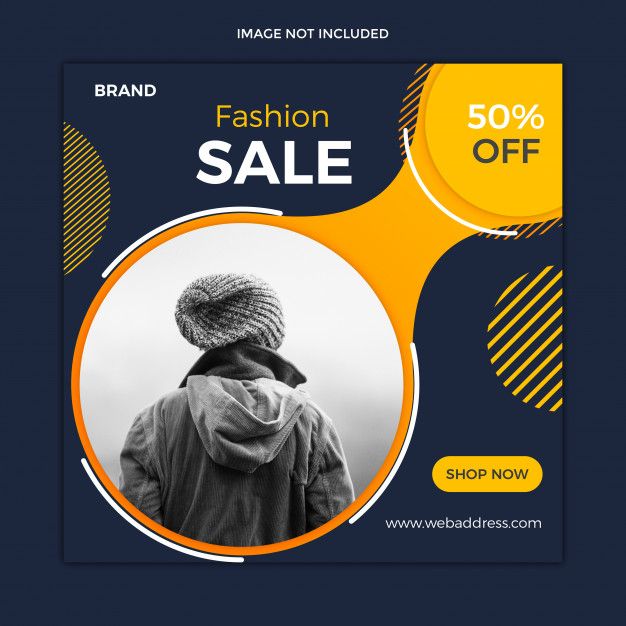 IMAGE NOT INCLUDED
BRAND
Fashion
SALE
50%
OFF
SHOP NOW
www.webaddress.com